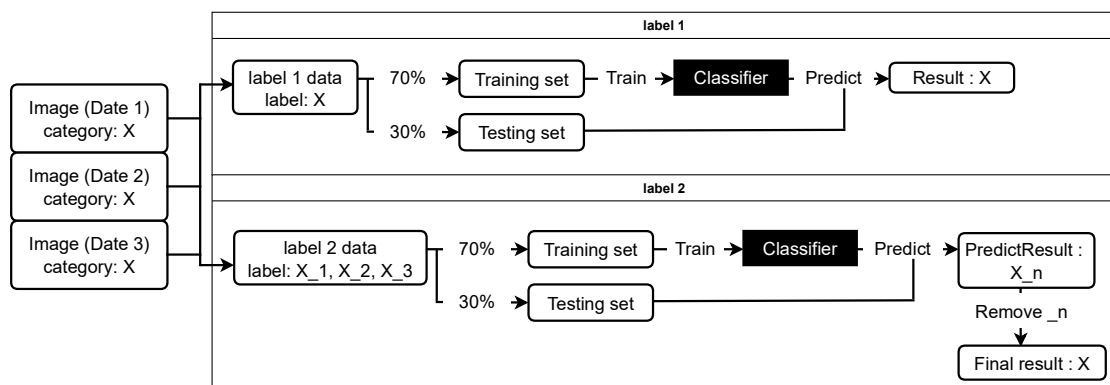 label 1
Image (Date 1)
category: X
Image (Date 2)
category: X
Image (Date 3)
category: X
label 1 data
label: X
70%
Training set
Train
Classifier
Predict
Result : X
30%
Testing set
label 2
label 2 data
label: X_1, X_2, X_3
70%
Training set
Train
Classifier
Predict
PredictResult :
X_n
30%
Testing set
Remove _n
Final result : X